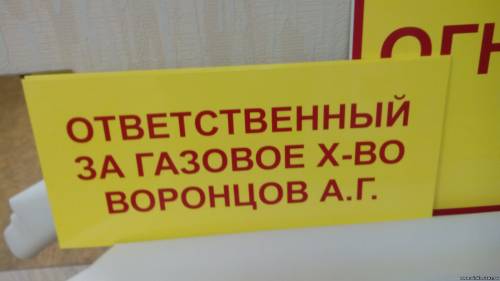 ОТВЕТСТВЕННЫЙ
ЗА ГАЗОВОЕ Х-ВО
ВОРОНЦОВ А.Г.